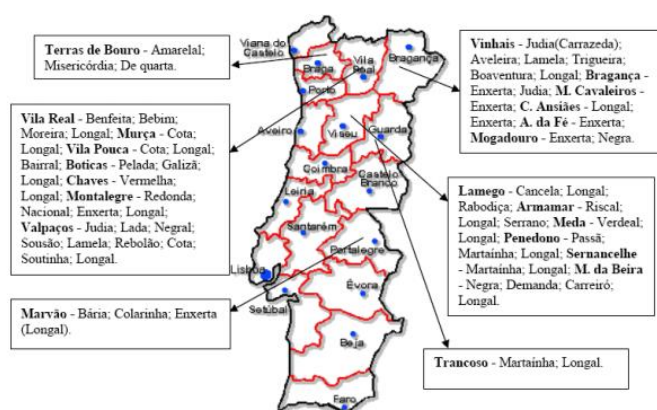 Terras de Bouro - Amarelal;
Misericórdia; De quarta.
Vila Real - Benfeita; Bebim;
Moreira; Longal; Murça - Cota;
Longal; Vila Pouca - Cota; Longal;
Bairral; Boticas - Pelada; Galizã;
Longal; Chaves - Vermelha;
Longal; Montalegre - Redonda;
Nacional; Enxerta; Longal;
Valpaços - Judia; Lada; Negral;
Sousão; Lamela; Rebolão; Cota;
Soutinha; Longal.
Marvão - Bária; Colarinha; Enxerta
(Longal).
Viana do Castelo
Braga
Vila Real
Bragança
Porto
Aveiro
Viseu
Guarda
Coimbra
Castelo Branco
Leiria
Santarém
Portalegre
Lisboa
Setúbal
Évora
Beja
Faro
Vinhais - Judia(Carrazeda);
Aveleira; Lamela; Trigueira;
Boaventura; Longal; Bragança -
Enxerta; Judia; M. Cavaleiros -
Enxerta; C. Ansiães - Longal;
Enxerta; A. da Fé - Enxerta;
Mogadouro - Enxerta; Negra.
Lamego - Cancela; Longal;
Rabodiça; Armamar - Riscal;
Longal; Serrano; Meda - Verdeal;
Longal; Penedono - Passã;
Martaínha; Longal; Sernancelhe
- Martaínha; Longal; M. da Beira
- Negra; Demanda; Carreiró;
Longal.
Trancoso - Martaínha; Longal.